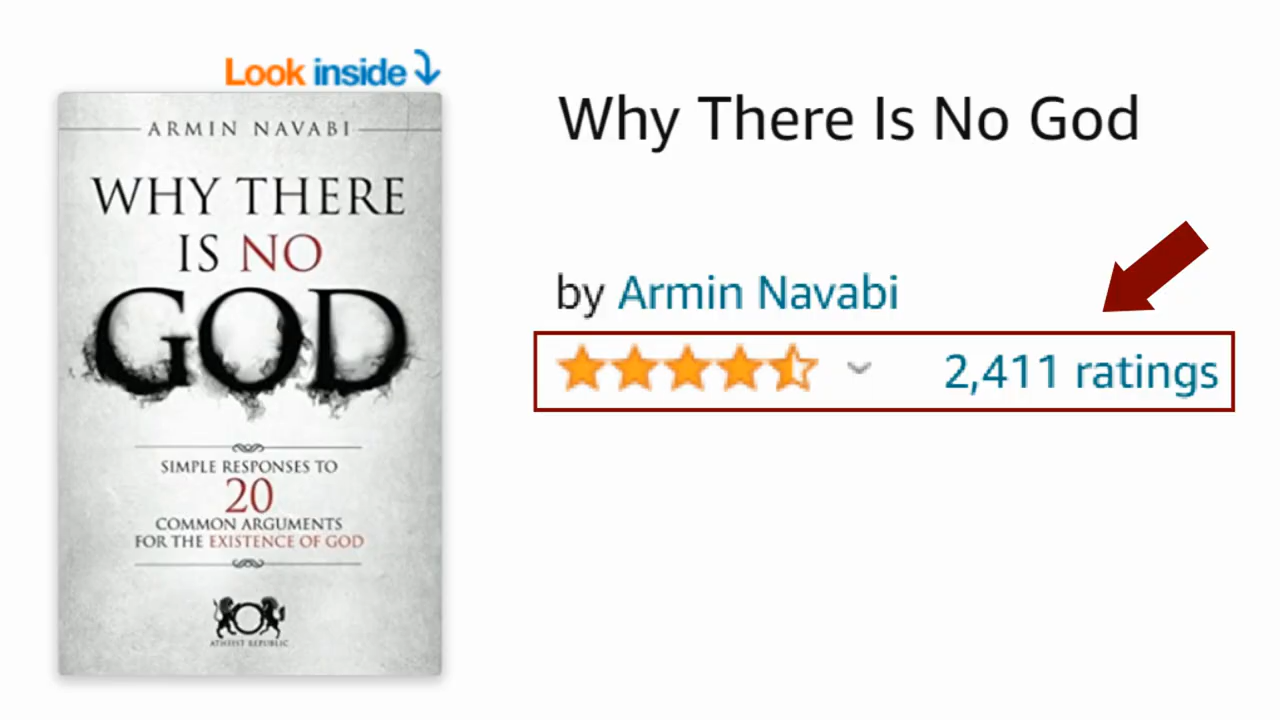 Look inside
ARMIN NAVABI
WHY THERE
IS NO
GOD
SIMPLE RESPONSES TO
20
COMMON ARGUMENTS
FOR THE EXISTENCE OF GOD
ATHEIST REPUBLIC
Why There Is No God
by Armin Navabi
2,411 ratings